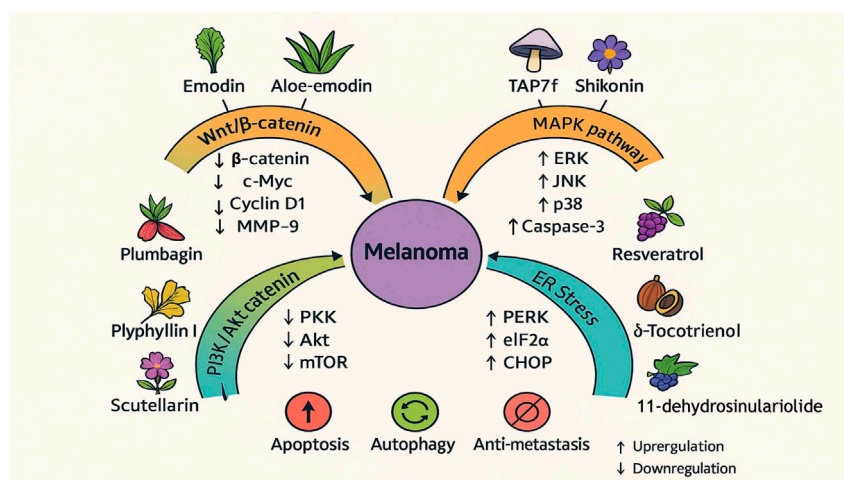 Emodin
Aloe-emodin
TAP7f
Shikonin
Wnt/β-catenin
MAPK pathway
↓ β-catenin
↓ c-Myc
↓ Cyclin D1
↓ MMP-9
↑ ERK
↑ JNK
↑ p38
↑ Caspase-3
Plumbagin
Melanoma
Resveratrol
PI3K/Akt catenin
ER Stress
Plyphyllin I
↓ PKK
↓ Akt
↓ mTOR
↑ PERK
↑ elF2α
↑ CHOP
δ-Tocotrienol
Scutellarin
11-dehydrosinulariolide
Apoptosis
Autophagy
Anti-metastasis
↑ Uprergulation
↓ Downregulation